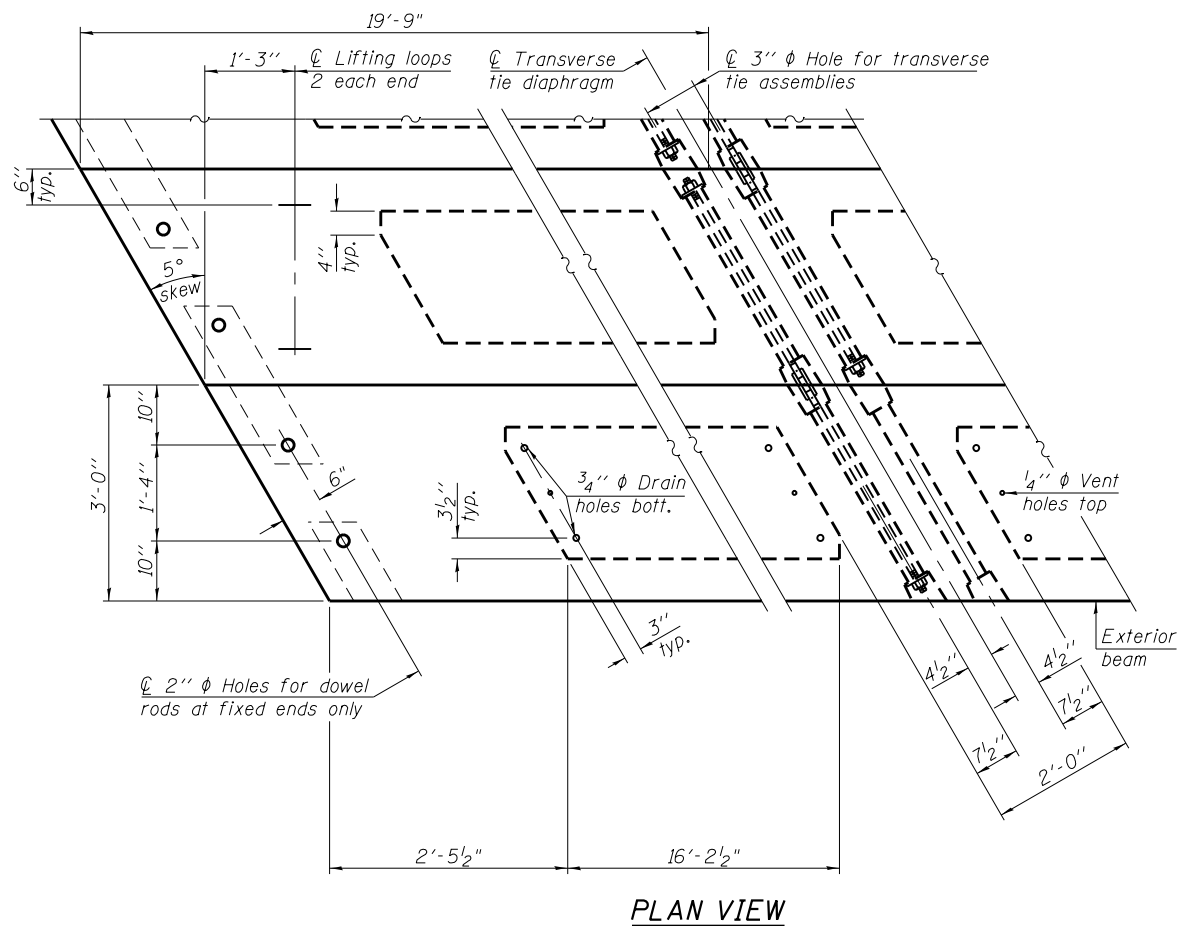 19'-9"
1'-3"
℄ Lifting loops
2 each end
℄ Transverse
tie diaphragm
℄ 3" ϕ Hole for transverse
tie assemblies
6"
typ.
4"
typ.
5°
skew
3'-0"
10"
1'-4"
10"
6"
3½"
typ.
¾" ϕ Drain
holes bott.
¼" ϕ Vent
holes top
3"
typ.
Exterior
beam
℄ 2" ϕ Holes for dowel
rods at fixed ends only
4½"
4½"
7½"
7½"
2'-0"
2'-5½"
16'-2½"
PLAN VIEW